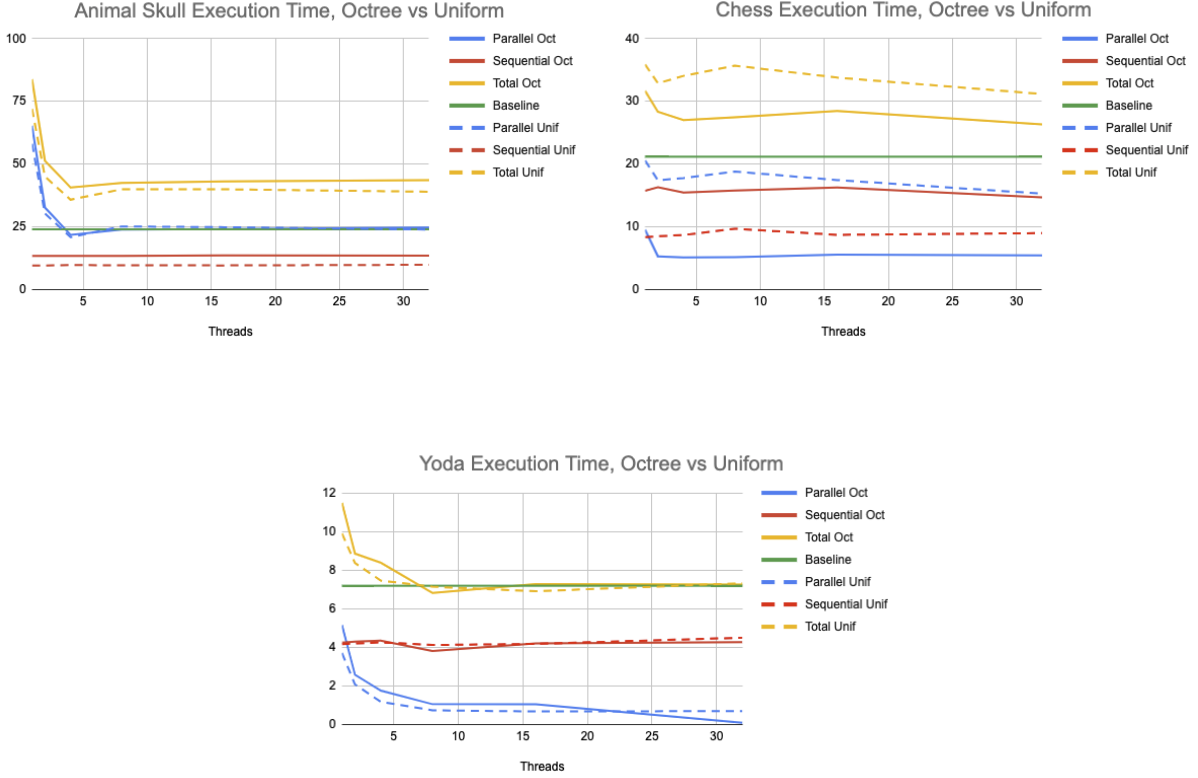 Animal Skull Execution Time, Octree vs Uniform
100
75
50
25
0
5 10 15 20 25 30
Threads
Parallel Oct
Sequential Oct
Total Oct
Baseline
Parallel Unif
Sequential Unif
Total Unif
Chess Execution Time, Octree vs Uniform
40
30
20
10
0
5 10 15 20 25 30
Threads
Parallel Oct
Sequential Oct
Total Oct
Baseline
Parallel Unif
Sequential Unif
Total Unif
Yoda Execution Time, Octree vs Uniform
12
10
8
6
4
2
0
5 10 15 20 25 30
Threads
Parallel Oct
Sequential Oct
Total Oct
Baseline
Parallel Unif
Sequential Unif
Total Unif